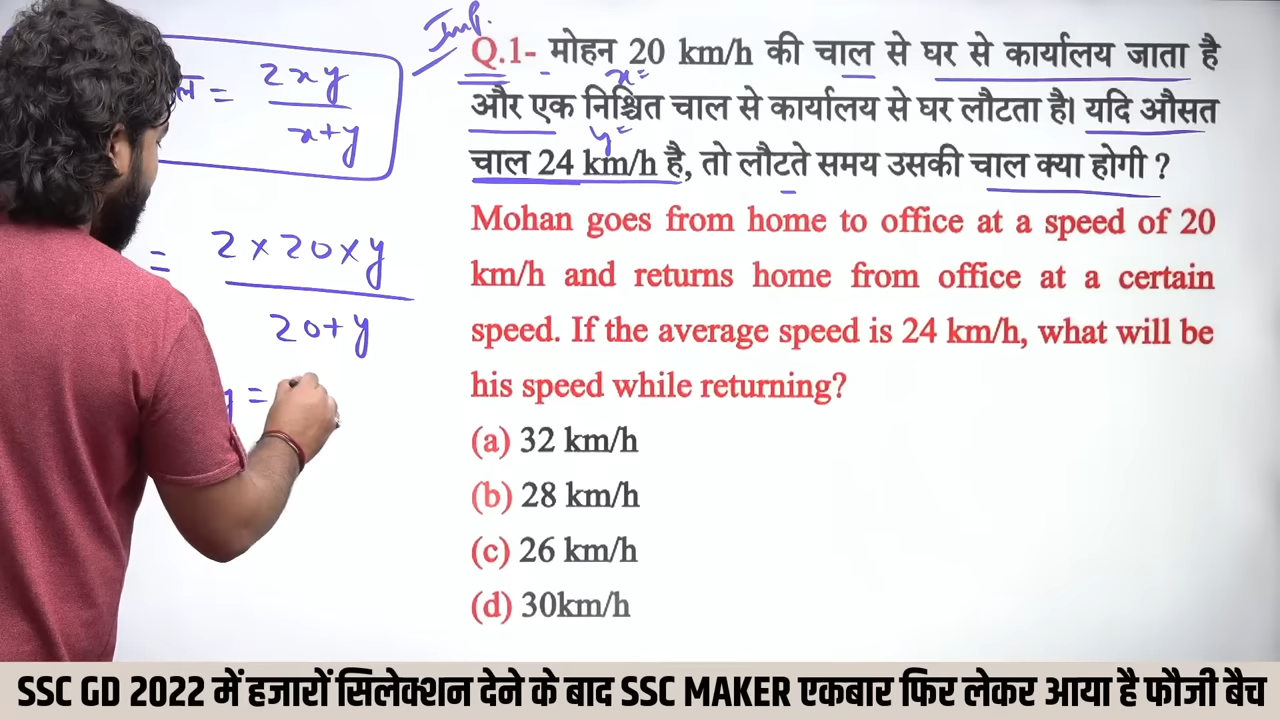 Imp.
ल = 2xy
x+y
= 2×20×y
20+y
y =
Q.1- मोहन 20 km/h की चाल से घर से कार्यालय जाता है
x=
और एक निश्चित चाल से कार्यालय से घर लौटता है। यदि औसत
y=
चाल 24 km/h है, तो लौटते समय उसकी चाल क्या होगी ?
Mohan goes from home to office at a speed of 20
km/h and returns home from office at a certain
speed. If the average speed is 24 km/h, what will be
his speed while returning?
(a) 32 km/h
(b) 28 km/h
(c) 26 km/h
(d) 30km/h
SSC GD 2022 में हजारों सिलेक्शन देने के बाद SSC MAKER एकबार फिर लेकर आया है फौजी बैच